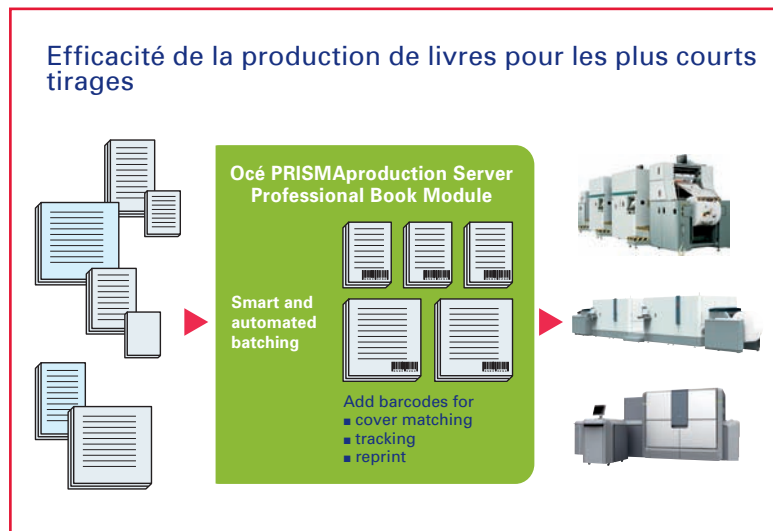 Efficacité de la production de livres pour les plus courts
tirages
Océ PRISMAproduction Server
Professional Book Module
Smart and
automated
batching
Add barcodes for
■ cover matching
■ tracking
■ reprint